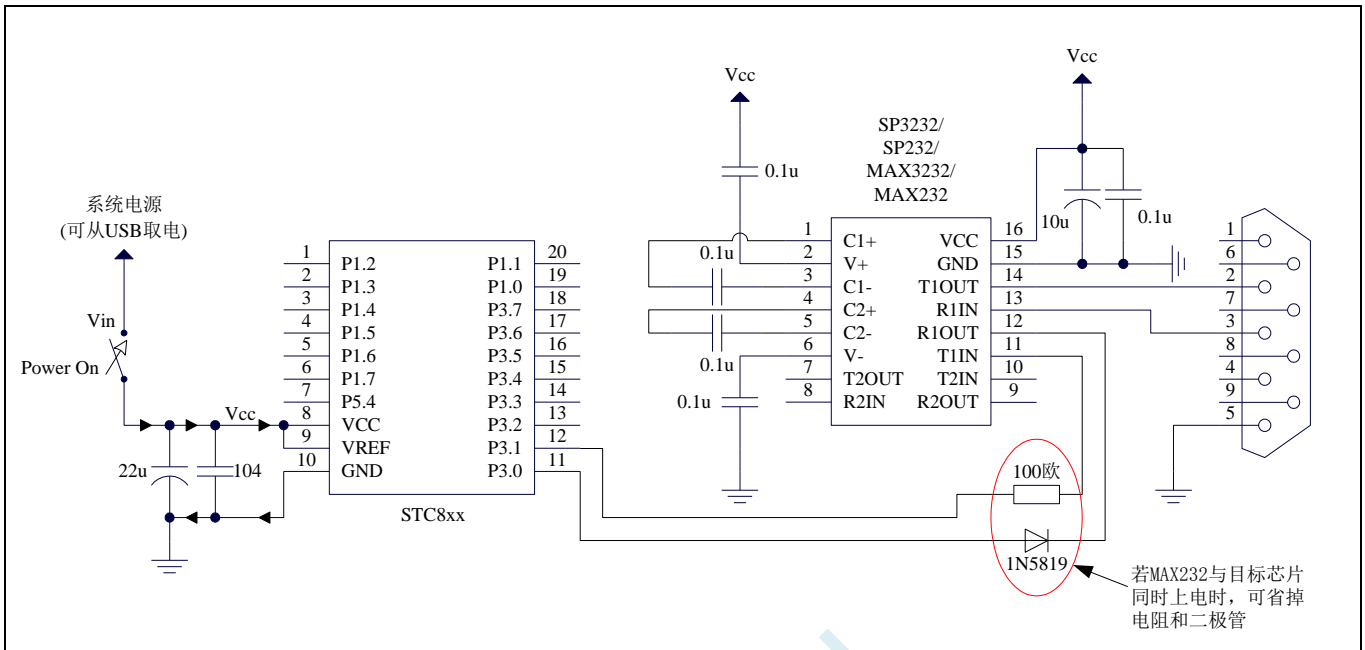 系统电源
(可从USB取电)
Vin
Power On
Vcc
22u
104
1
2
3
4
5
6
7
8
9
10
P1.2
P1.3
P1.4
P1.5
P1.6
P1.7
P5.4
VCC
VREF
GND
P1.1
P1.0
P3.7
P3.6
P3.5
P3.4
P3.3
P3.2
P3.1
P3.0
20
19
18
17
16
15
14
13
12
11
STC8xx
Vcc
0.1u
0.1u
0.1u
0.1u
SP3232/
SP232/
MAX3232/
MAX232
1
2
3
4
5
6
7
8
C1+
V+
C1-
C2+
C2-
V-
T2OUT
R2IN
VCC
GND
T1OUT
R1IN
R1OUT
T1IN
T2IN
R2OUT
16
15
14
13
12
11
10
9
Vcc
10u
0.1u
1
6
2
7
3
8
4
9
5
100欧
1N5819
若MAX232与目标芯片
同时上电时，可省掉
电阻和二极管